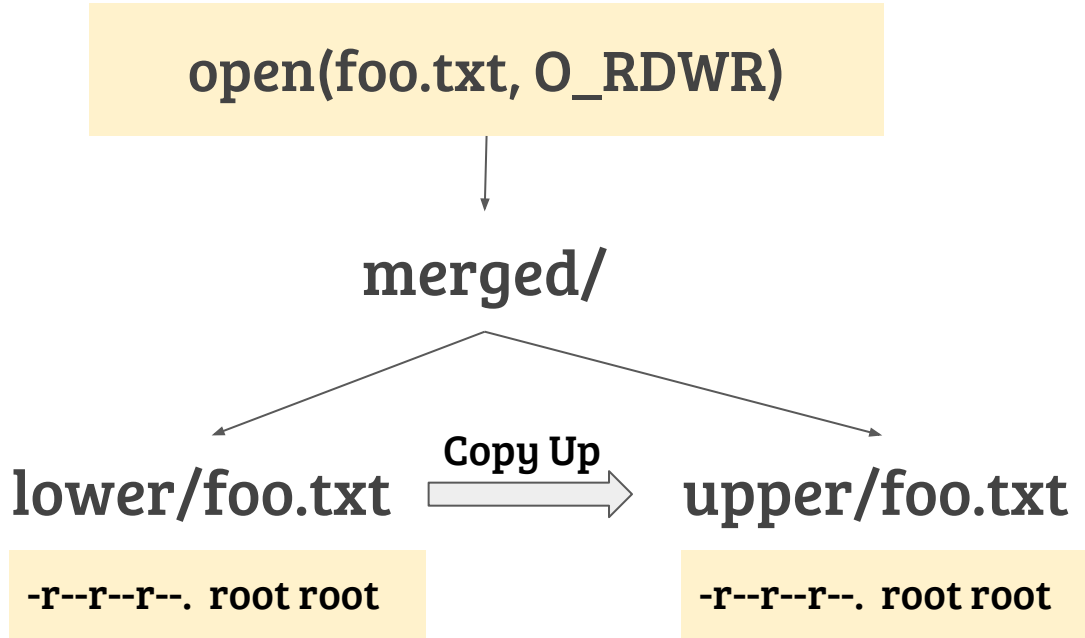 open(foo.txt, O_RDWR)
merged/
Copy Up
lower/foo.txt
upper/foo.txt
-r--r--r--. root root
-r--r--r--. root root